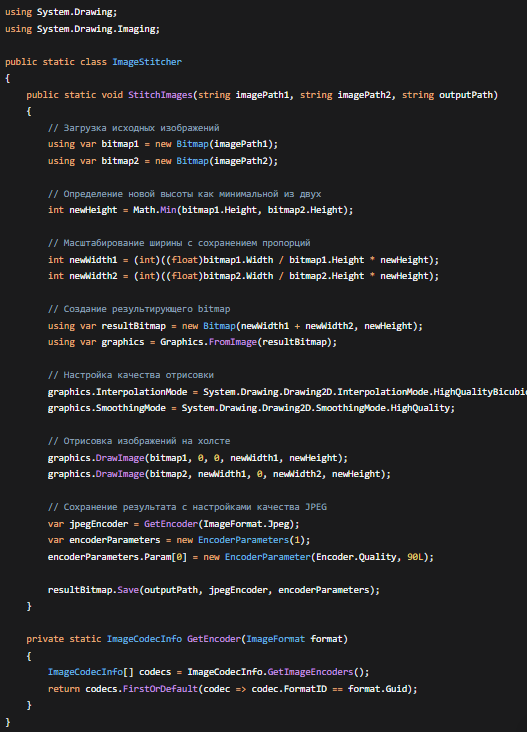 using System.Drawing;
using System.Drawing.Imaging;

public static class ImageStitcher
{
    public static void StitchImages(string imagePath1, string imagePath2, string outputPath)
    {
        // Загрузка исходных изображений
        using var bitmap1 = new Bitmap(imagePath1);
        using var bitmap2 = new Bitmap(imagePath2);

        // Определение новой высоты как минимальной из двух
        int newHeight = Math.Min(bitmap1.Height, bitmap2.Height);

        // Масштабирование ширины с сохранением пропорций
        int newWidth1 = (int)((float)bitmap1.Width / bitmap1.Height * newHeight);
        int newWidth2 = (int)((float)bitmap2.Width / bitmap2.Height * newHeight);

        // Создание результирующего bitmap
        using var resultBitmap = new Bitmap(newWidth1 + newWidth2, newHeight);
        using var graphics = Graphics.FromImage(resultBitmap);

        // Настройка качества отрисовки
        graphics.InterpolationMode = System.Drawing.Drawing2D.InterpolationMode.HighQualityBicubic
        graphics.SmoothingMode = System.Drawing.Drawing2D.SmoothingMode.HighQuality;

        // Отрисовка изображений на холсте
        graphics.DrawImage(bitmap1, 0, 0, newWidth1, newHeight);
        graphics.DrawImage(bitmap2, newWidth1, 0, newWidth2, newHeight);

        // Сохранение результата с настройками качества JPEG
        var jpegEncoder = GetEncoder(ImageFormat.Jpeg);
        var encoderParameters = new EncoderParameters(1);
        encoderParameters.Param[0] = new EncoderParameter(Encoder.Quality, 90L);

        resultBitmap.Save(outputPath, jpegEncoder, encoderParameters);
    }

    private static ImageCodecInfo GetEncoder(ImageFormat format)
    {
        ImageCodecInfo[] codecs = ImageCodecInfo.GetImageEncoders();
        return codecs.FirstOrDefault(codec => codec.FormatID == format.Guid);
    }
}